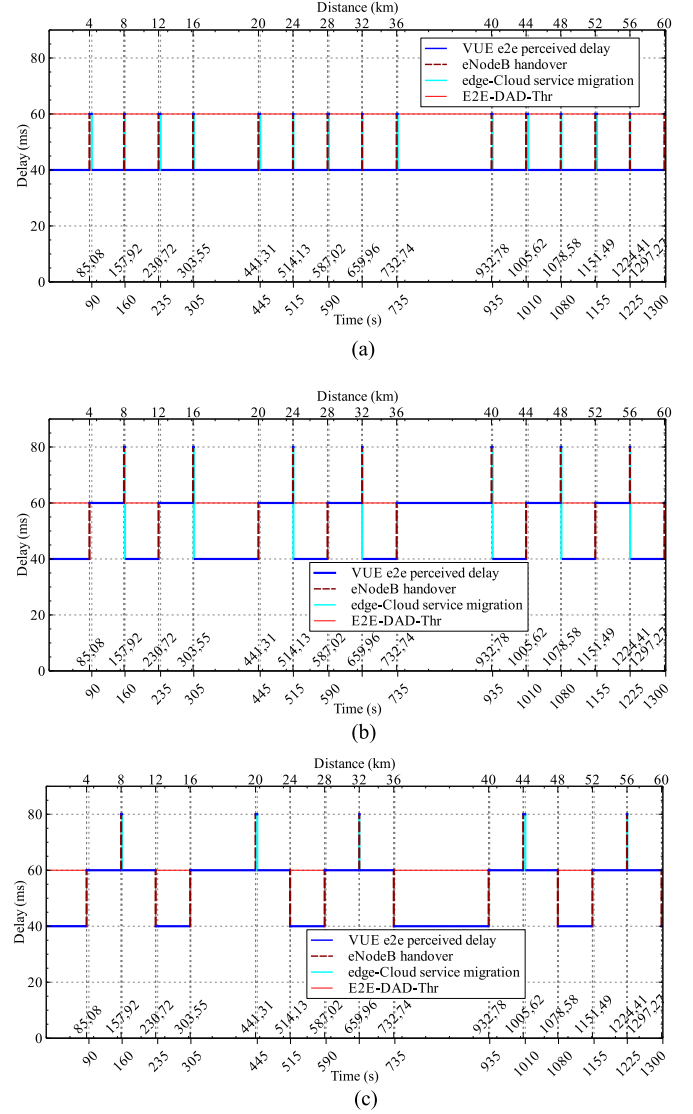 Distance (km)
4 8 12 16 20 24 28 32 36 40 44 48 52 56 60
80
60
40
20
0
Delay (ms)
VUE e2e perceived delay
eNodeB handover
edge-Cloud service migration
E2E-DAD-Thr
85,08 157,92 230,72 303,55 441,31 514,13 587,02 659,96 732,74 932,78 1005,62 1078,58 1151,49 1224,41 1297,27
90 160 235 305 445 515 590 660 735 935 1010 1080 1155 1225 1300
Time (s)
(a)
Distance (km)
4 8 12 16 20 24 28 32 36 40 44 48 52 56 60
80
60
40
20
0
Delay (ms)
VUE e2e perceived delay
eNodeB handover
edge-Cloud service migration
E2E-DAD-Thr
85,08 157,92 230,72 303,55 441,31 514,13 587,02 659,96 732,74 932,78 1005,62 1078,58 1151,49 1224,41 1297,27
90 160 235 305 445 515 590 660 735 935 1010 1080 1155 1225 1300
Time (s)
(b)
Distance (km)
4 8 12 16 20 24 28 32 36 40 44 48 52 56 60
80
60
40
20
0
Delay (ms)
VUE e2e perceived delay
eNodeB handover
edge-Cloud service migration
E2E-DAD-Thr
85,08 157,92 230,72 303,55 441,31 514,13 587,02 659,96 732,74 932,78 1005,62 1078,58 1151,49 1224,41 1297,27
90 160 235 305 445 515 590 660 735 935 1010 1080 1155 1225 1300
Time (s)
(c)